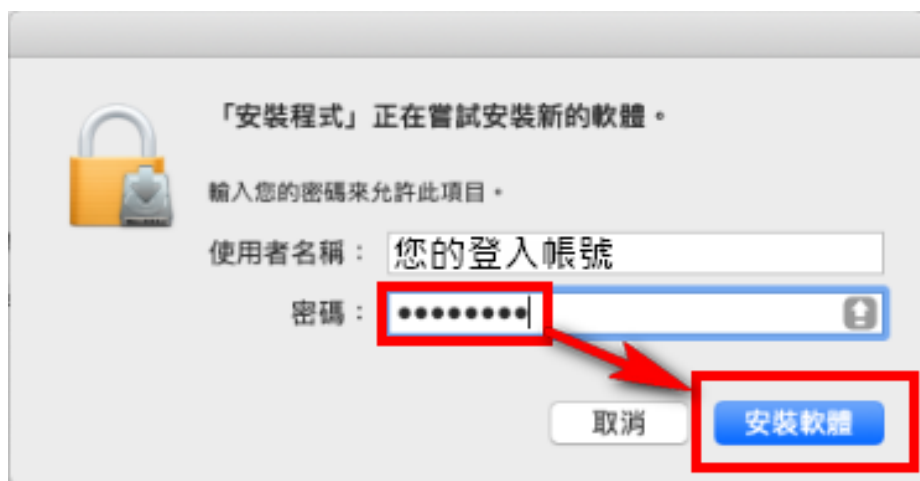 「安裝程式」正在嘗試安裝新的軟體。
輸入您的密碼來允許此項目。
使用者名稱： 您的登入帳號
密碼： ●●●●●●●●
取消 安裝軟體